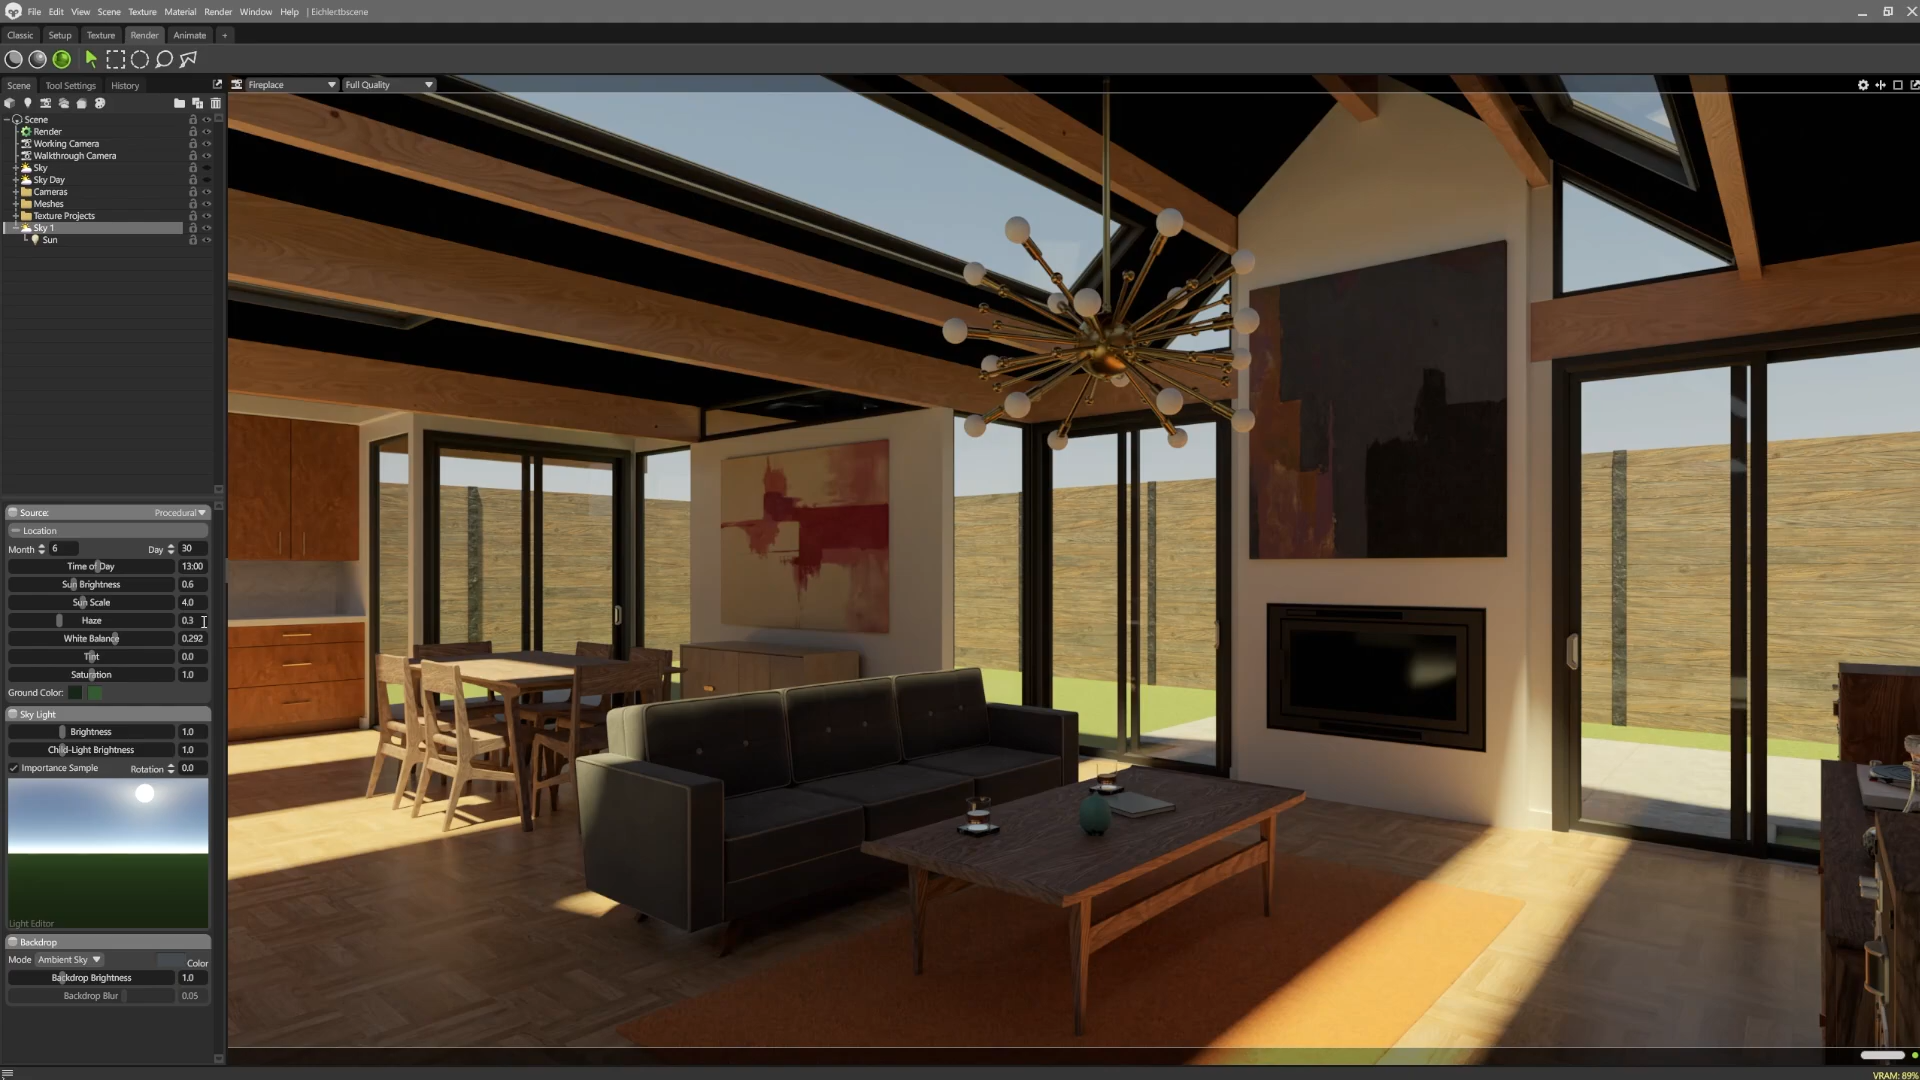 File Edit View Scene Texture Material Render Window Help | Eichler.tbscene
Classic Setup Texture Render Animate +
Scene Tool Settings History
Fireplace Full Quality
Scene
Render
Working Camera
Walkthrough Camera
Sky
Sky Day
Cameras
Meshes
Texture Projects
Sky 1
Sun
Source: Procedural
Location
Month 6 Day 30
Time of Day 13:00
Sun Brightness 0.6
Sun Scale 4.0
Haze 0.3
White Balance 0.292
Tint 0.0
Saturation 1.0
Ground Color:
Sky Light
Brightness 1.0
Child-Light Brightness 1.0
Importance Sample Rotation 0.0
Light Editor
Backdrop
Mode Ambient Sky Color
Backdrop Brightness 1.0
Backdrop Blur 0.05
VRAM: 89%